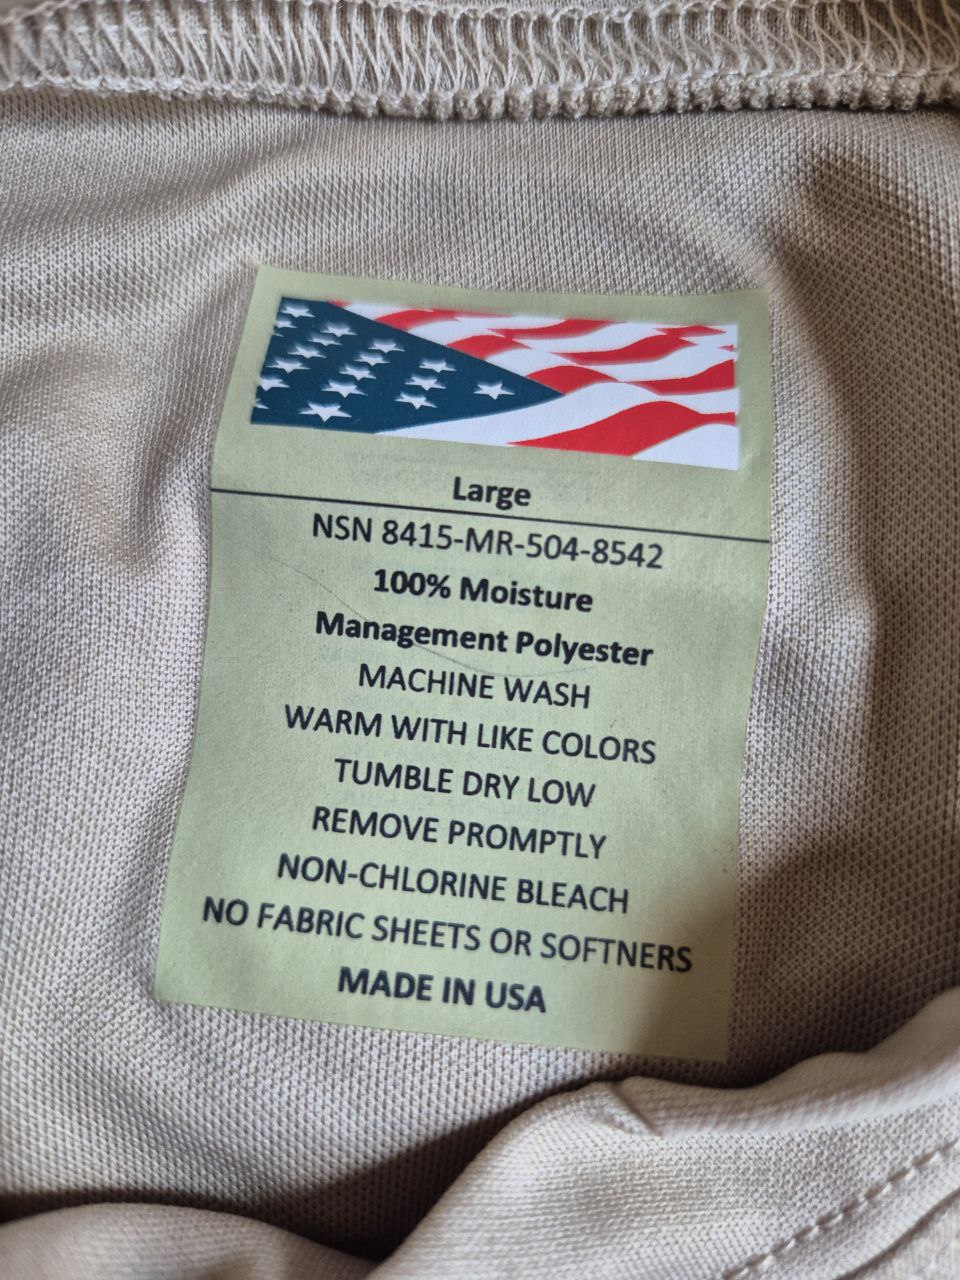 Large
NSN 8415-MR-504-8542
100% Moisture
Management Polyester
MACHINE WASH
WARM WITH LIKE COLORS
TUMBLE DRY LOW
REMOVE PROMPTLY
NON-CHLORINE BLEACH
NO FABRIC SHEETS OR SOFTNERS
MADE IN USA